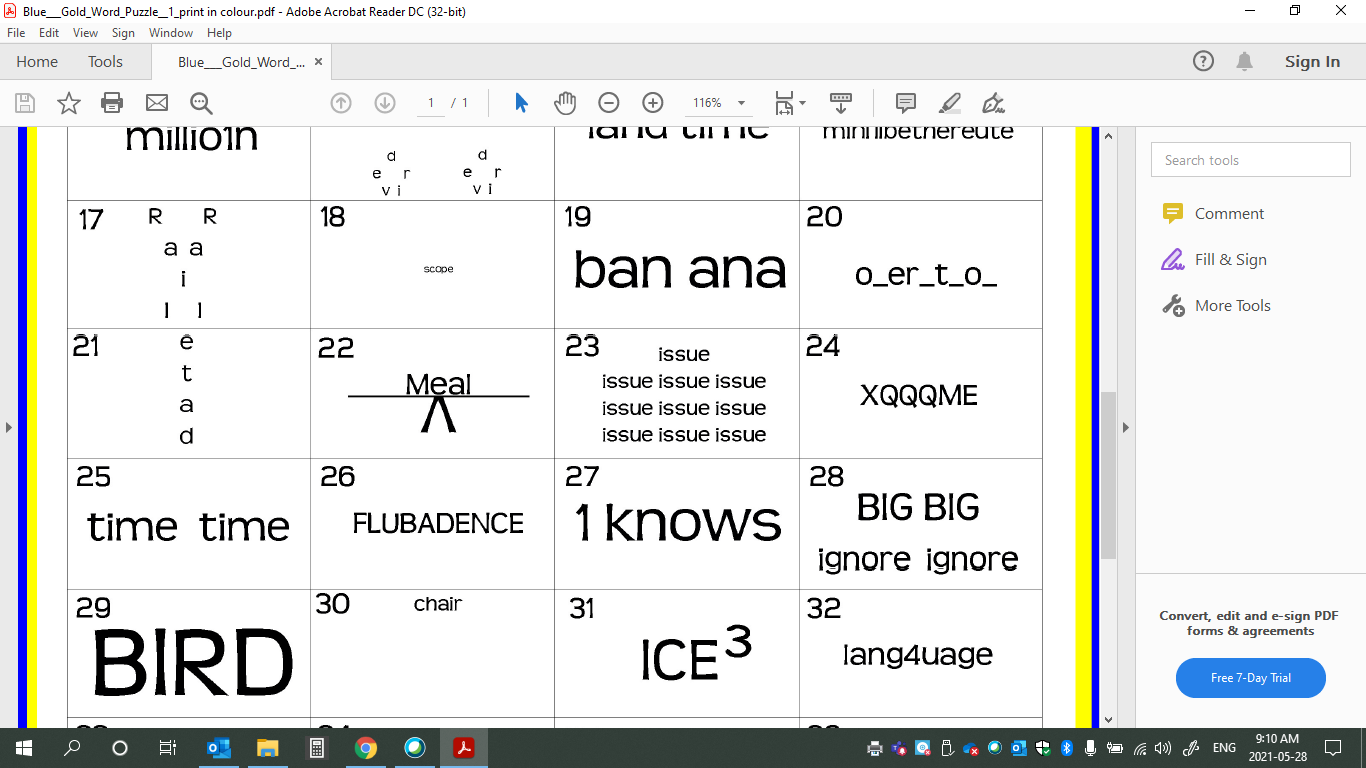 Blue___Gold_Word_Puzzle__1_print in colour.pdf - Adobe Acrobat Reader DC (32-bit)
File Edit View Sign Window Help
Home Tools Blue___Gold_Word_... × ? Sign In
1 / 1 116%
millio1n
d d
e r e r
v i v i
land time
minnibethereute
17 R R
a a
i
l l
18
scope
19
ban ana
20
o_er_t_o_
21
e
t
a
d
22
Meal
23
issue
issue issue issue
issue issue issue
issue issue issue
24
XQQQME
25
time time
26
FLUBADENCE
27
1 knows
28
BIG BIG
ignore ignore
29
BIRD
30
chair
31
ICE³
32
lang4uage
Search tools
Comment
Fill & Sign
More Tools
Convert, edit and e-sign PDF
forms & agreements
Free 7-Day Trial
ENG
9:10 AM
2021-05-28